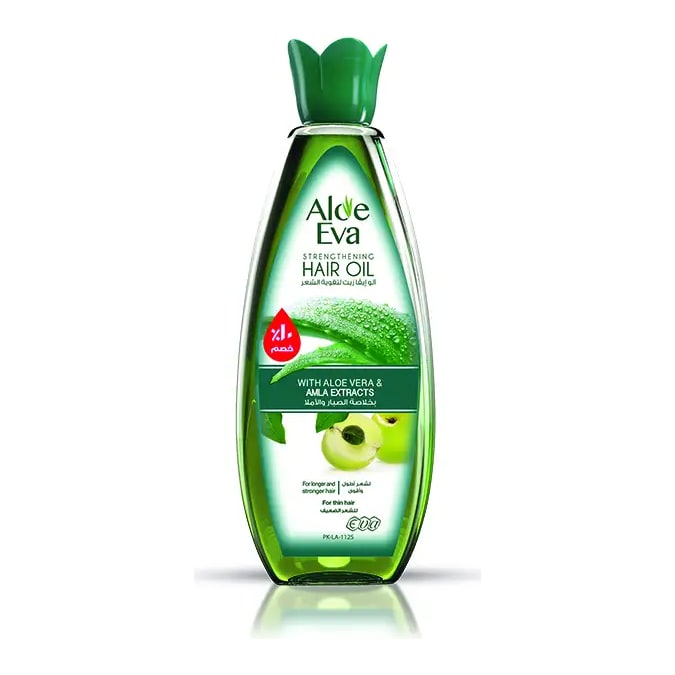 Aloe
Eva
STRENGTHENING
HAIR OIL
الو إيڤا زيت لتقوية الشعر
١٠٪
خصم
WITH ALOE VERA &
AMLA EXTRACTS
بخلاصة الصبار والأملا
For longer and
stronger hair
لشعر أطول
وأقوى
For thin hair
للشعر الضعيف
EVA
PK-LA-1125